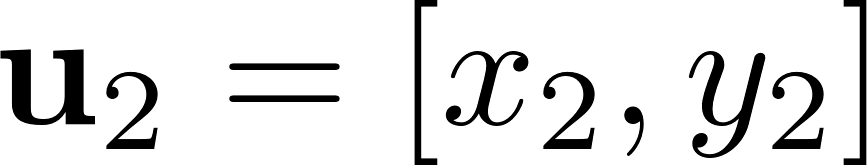 𝐮₂ = [x₂, y₂]